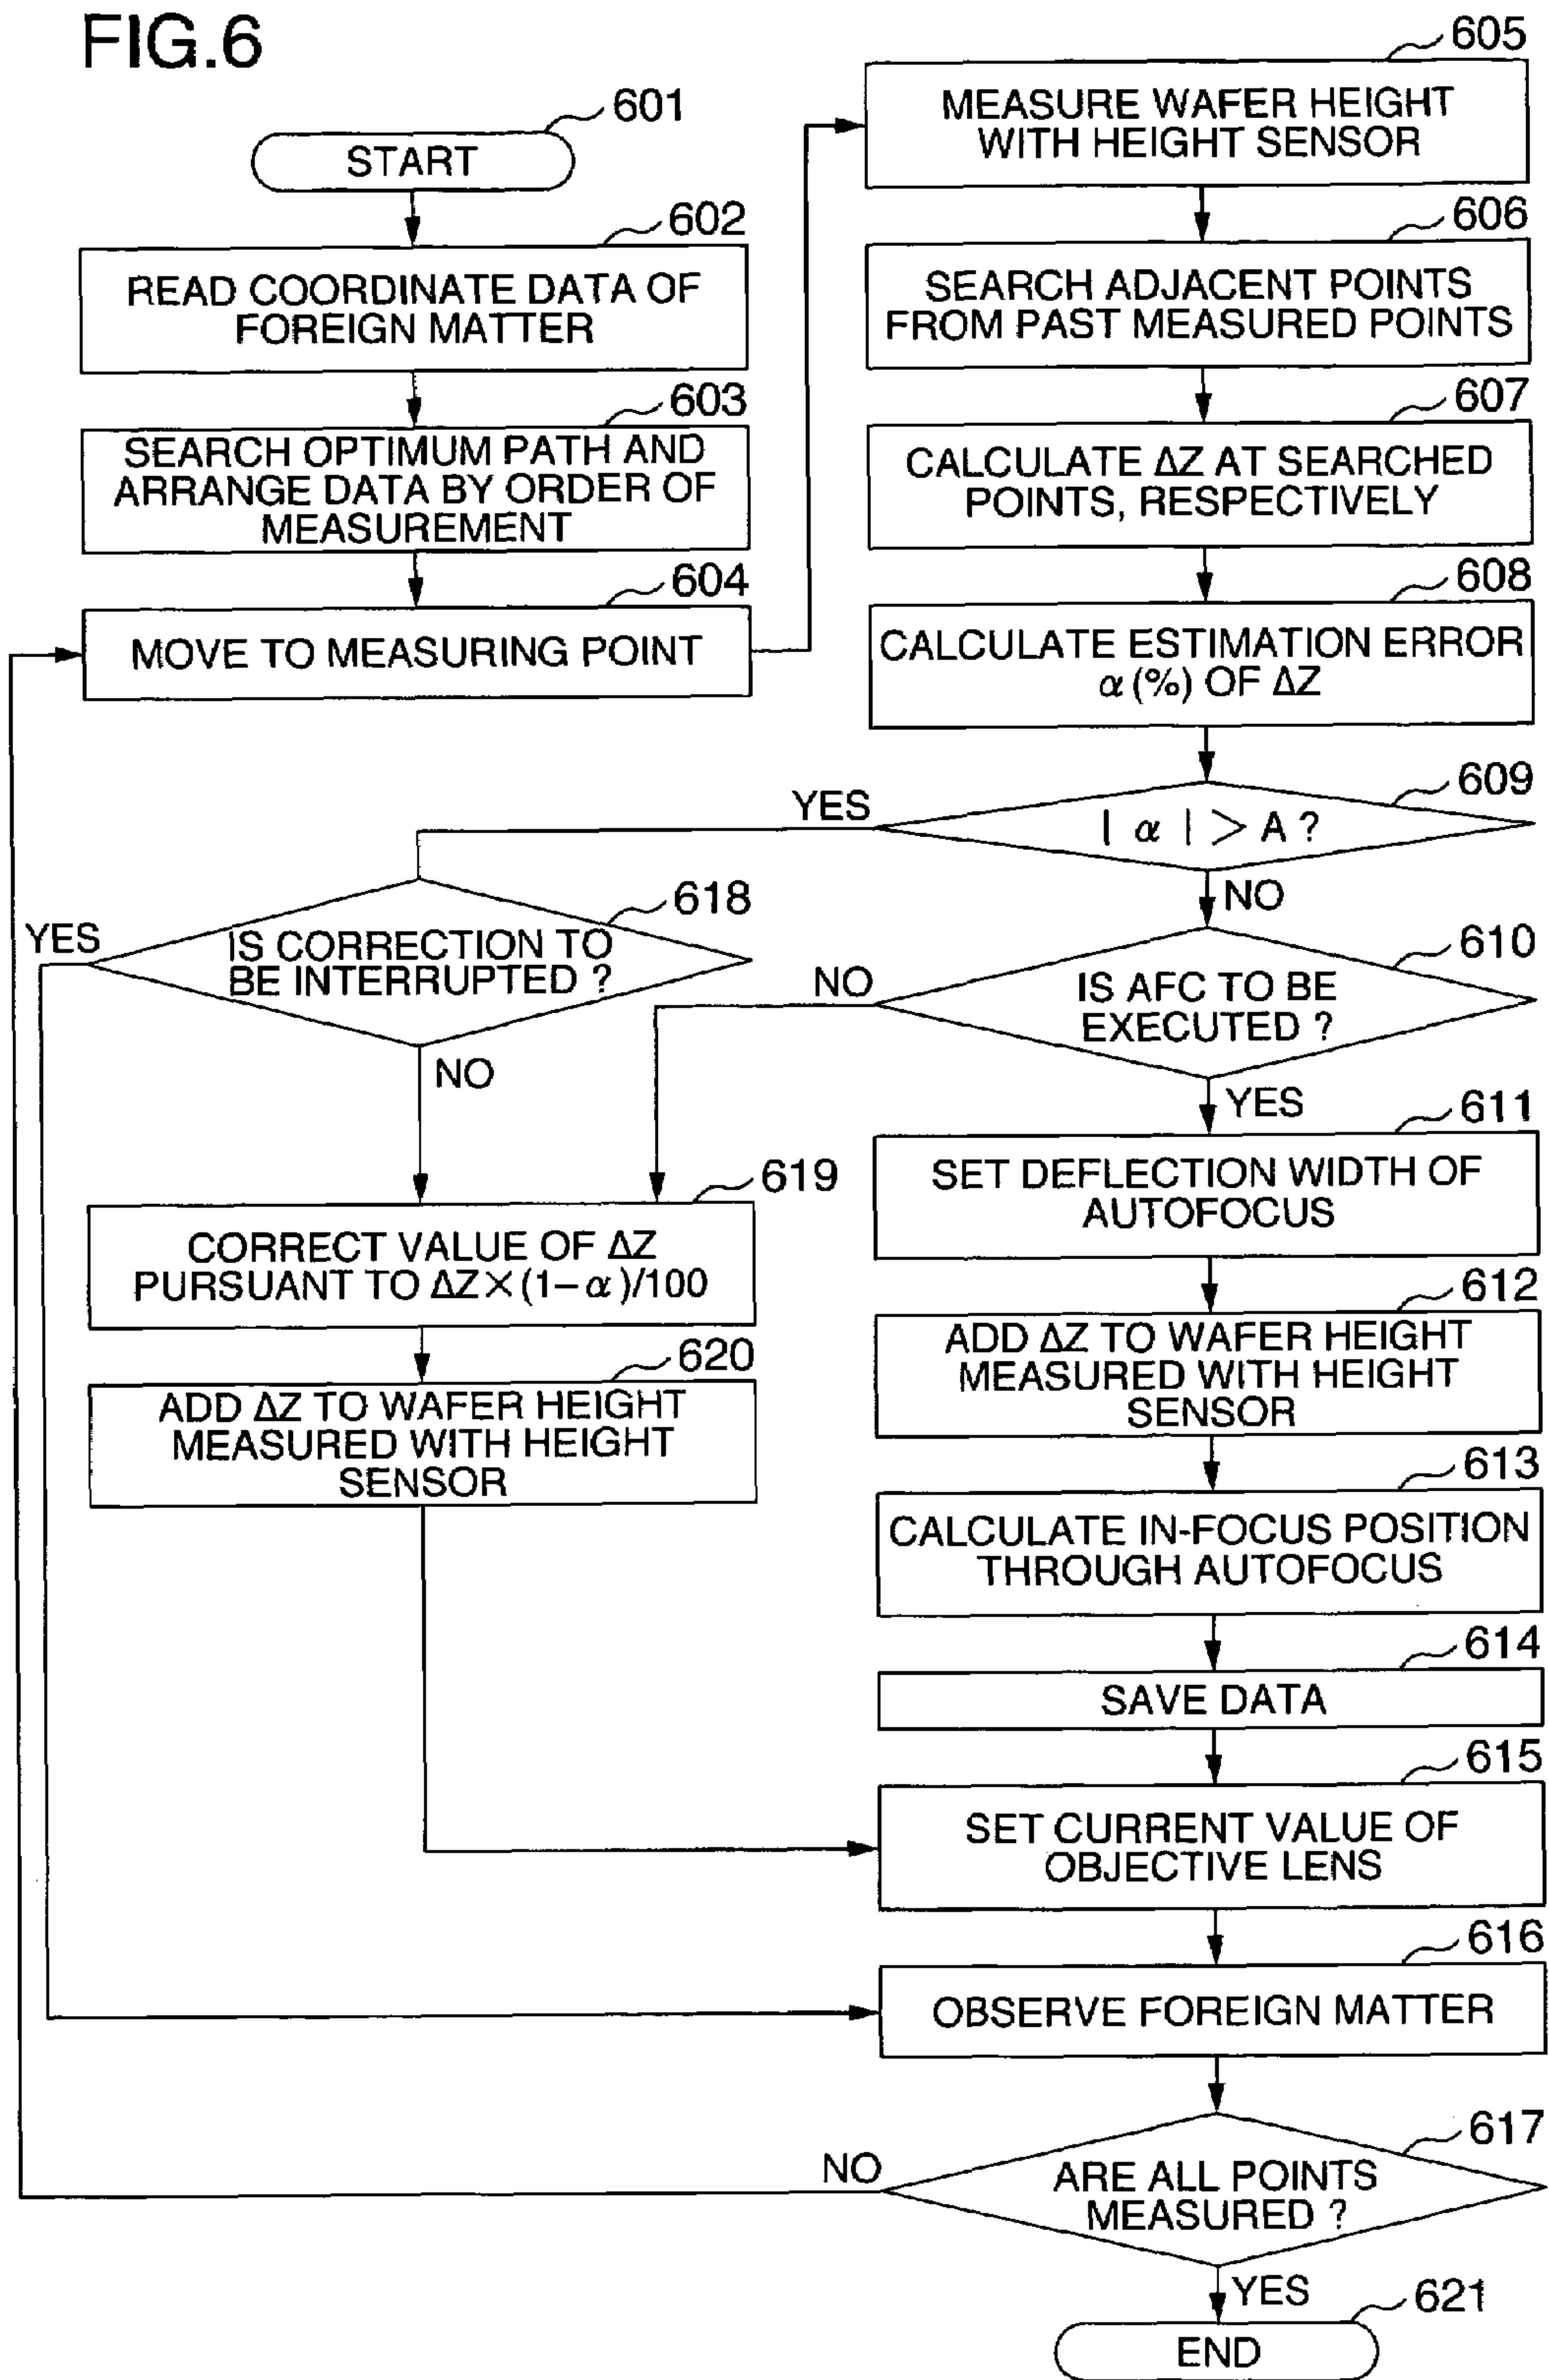 FIG.6
601
START
602
READ COORDINATE DATA OF
FOREIGN MATTER
603
SEARCH OPTIMUM PATH AND
ARRANGE DATA BY ORDER OF
MEASUREMENT
604
MOVE TO MEASURING POINT
605
MEASURE WAFER HEIGHT
WITH HEIGHT SENSOR
606
SEARCH ADJACENT POINTS
FROM PAST MEASURED POINTS
607
CALCULATE ΔZ AT SEARCHED
POINTS, RESPECTIVELY
608
CALCULATE ESTIMATION ERROR
α (%) OF ΔZ
609
| α | > A ?
YES
NO
618
IS CORRECTION TO
BE INTERRUPTED ?
YES
NO
610
IS AFC TO BE
EXECUTED ?
NO
YES
611
SET DEFLECTION WIDTH OF
AUTOFOCUS
619
CORRECT VALUE OF ΔZ
PURSUANT TO ΔZ×(1−α)/100
620
ADD ΔZ TO WAFER HEIGHT
MEASURED WITH HEIGHT
SENSOR
612
ADD ΔZ TO WAFER HEIGHT
MEASURED WITH HEIGHT
SENSOR
613
CALCULATE IN-FOCUS POSITION
THROUGH AUTOFOCUS
614
SAVE DATA
615
SET CURRENT VALUE OF
OBJECTIVE LENS
616
OBSERVE FOREIGN MATTER
617
ARE ALL POINTS
MEASURED ?
NO
YES
621
END